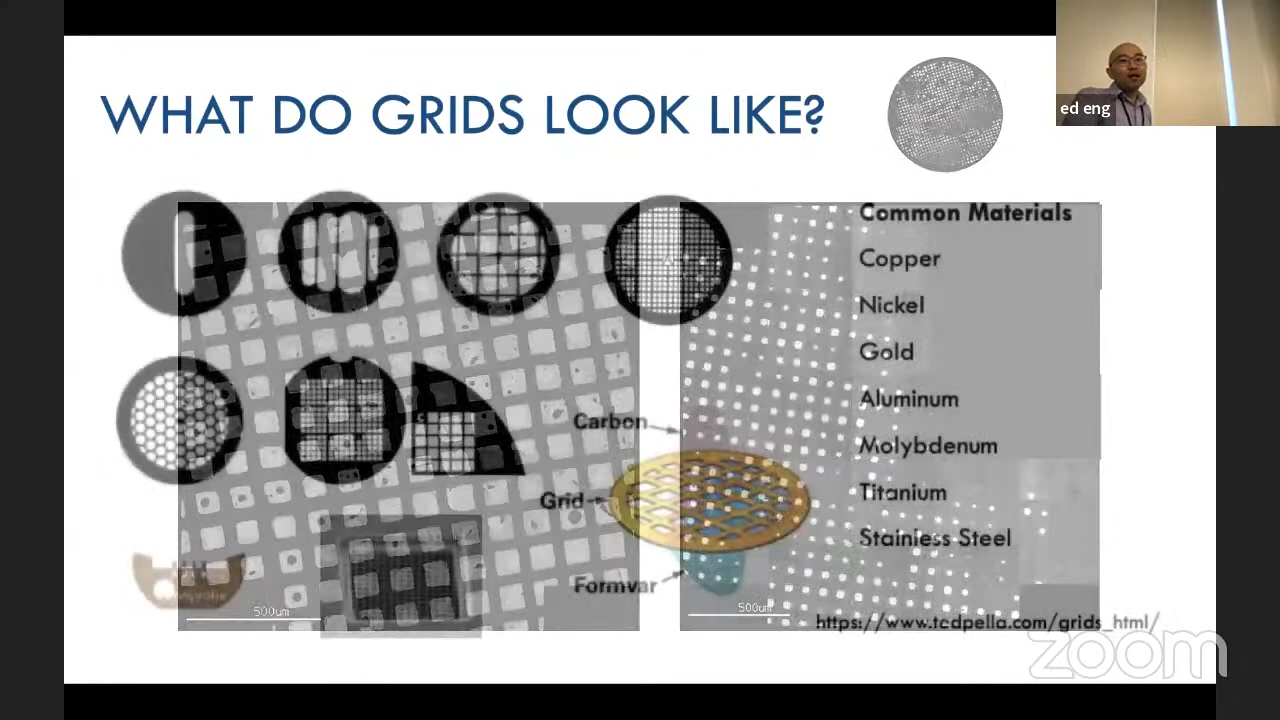 WHAT DO GRIDS LOOK LIKE?
ed eng
Common Materials
Copper
Nickel
Gold
Aluminum
Molybdenum
Titanium
Stainless Steel
Carbon
Grid
Formvar
500um
500um
https://www.tedpella.com/grids_html/
zoom